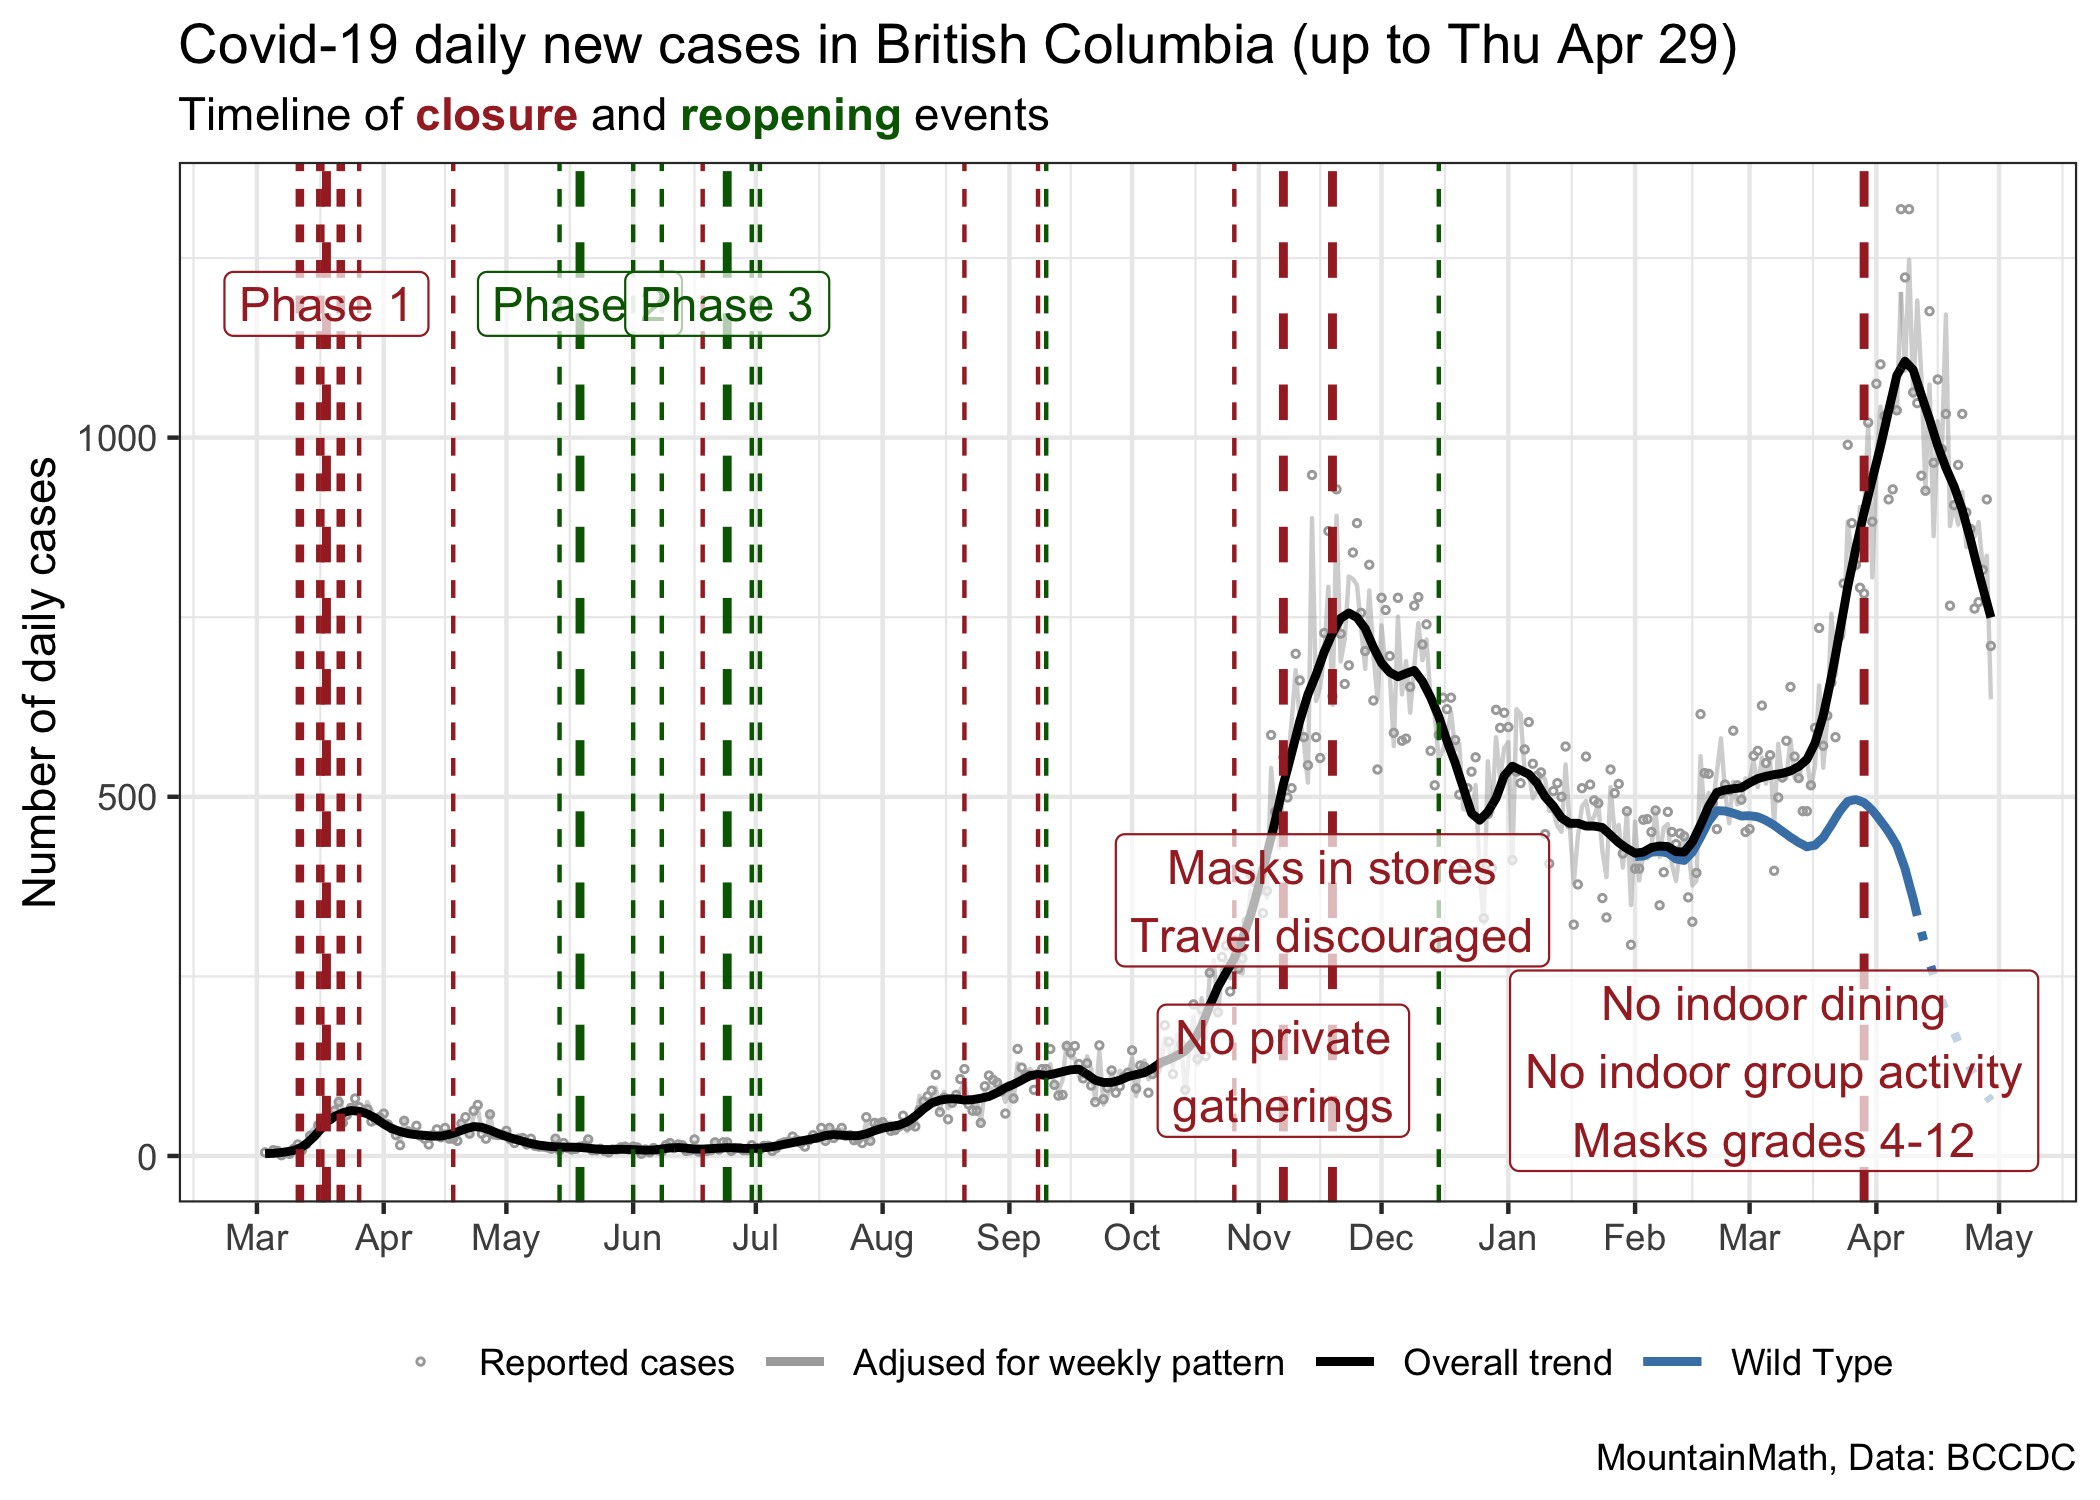 Covid-19 daily new cases in British Columbia (up to Thu Apr 29)
Timeline of closure and reopening events
Number of daily cases
1000
500
0
Phase 1
Phase 2
Phase 3
Masks in stores
Travel discouraged
No private
gatherings
No indoor dining
No indoor group activity
Masks grades 4-12
Mar Apr May Jun Jul Aug Sep Oct Nov Dec Jan Feb Mar Apr May
Reported cases Adjused for weekly pattern Overall trend Wild Type
MountainMath, Data: BCCDC